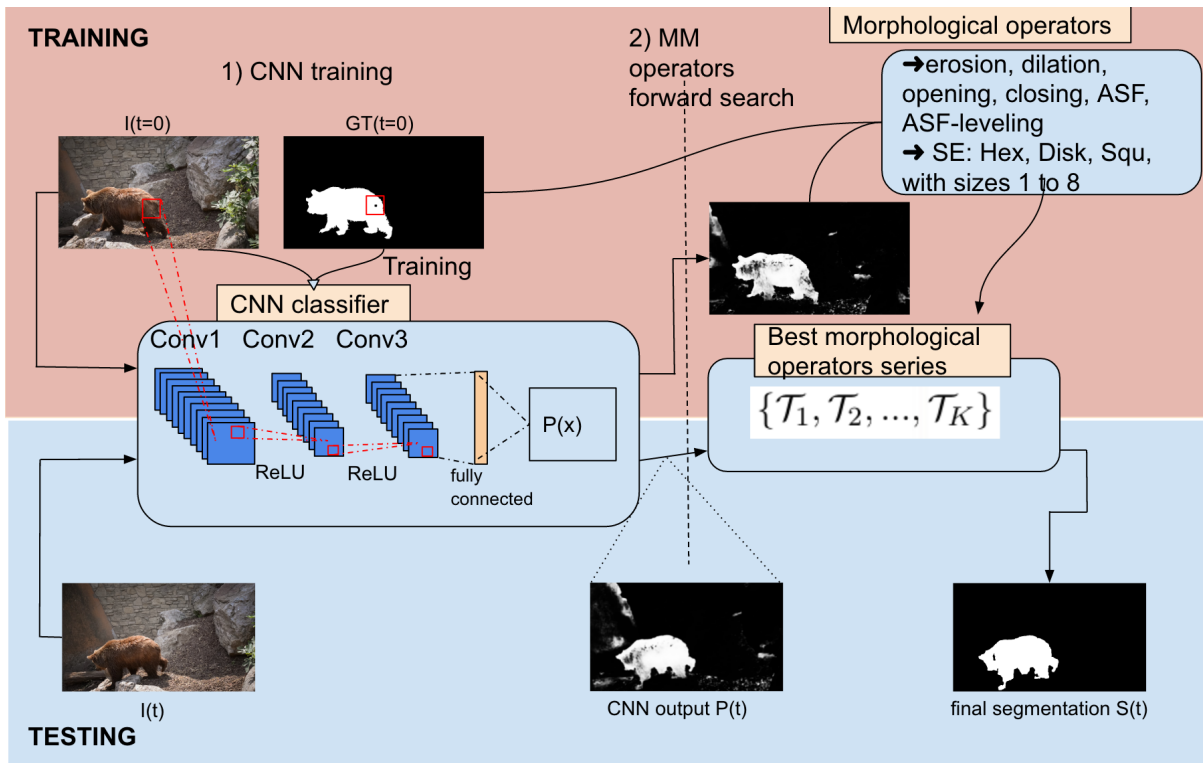 TRAINING
1) CNN training
2) MM
operators
forward search
Morphological operators
➔erosion, dilation,
opening, closing, ASF,
ASF-leveling
➔ SE: Hex, Disk, Squ,
with sizes 1 to 8
I(t=0)
GT(t=0)
Training
CNN classifier
Conv1 Conv2 Conv3
P(x)
ReLU
ReLU
fully
connected
Best morphological
operators series
{𝒯1, 𝒯2, ..., 𝒯K}
I(t)
CNN output P(t)
final segmentation S(t)
TESTING